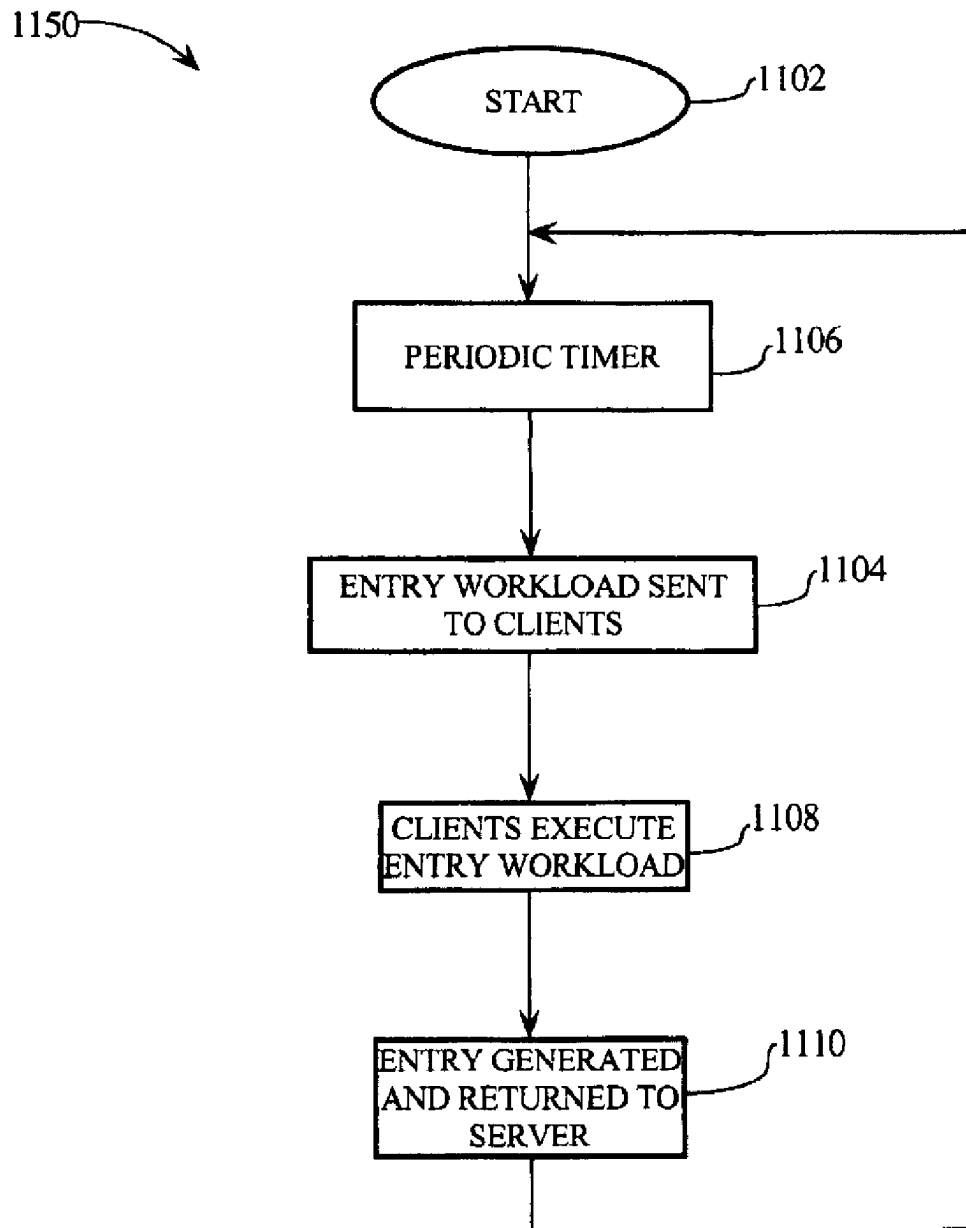 1150
START
1102
PERIODIC TIMER
1106
ENTRY WORKLOAD SENT
TO CLIENTS
1104
CLIENTS EXECUTE
ENTRY WORKLOAD
1108
ENTRY GENERATED
AND RETURNED TO
SERVER
1110